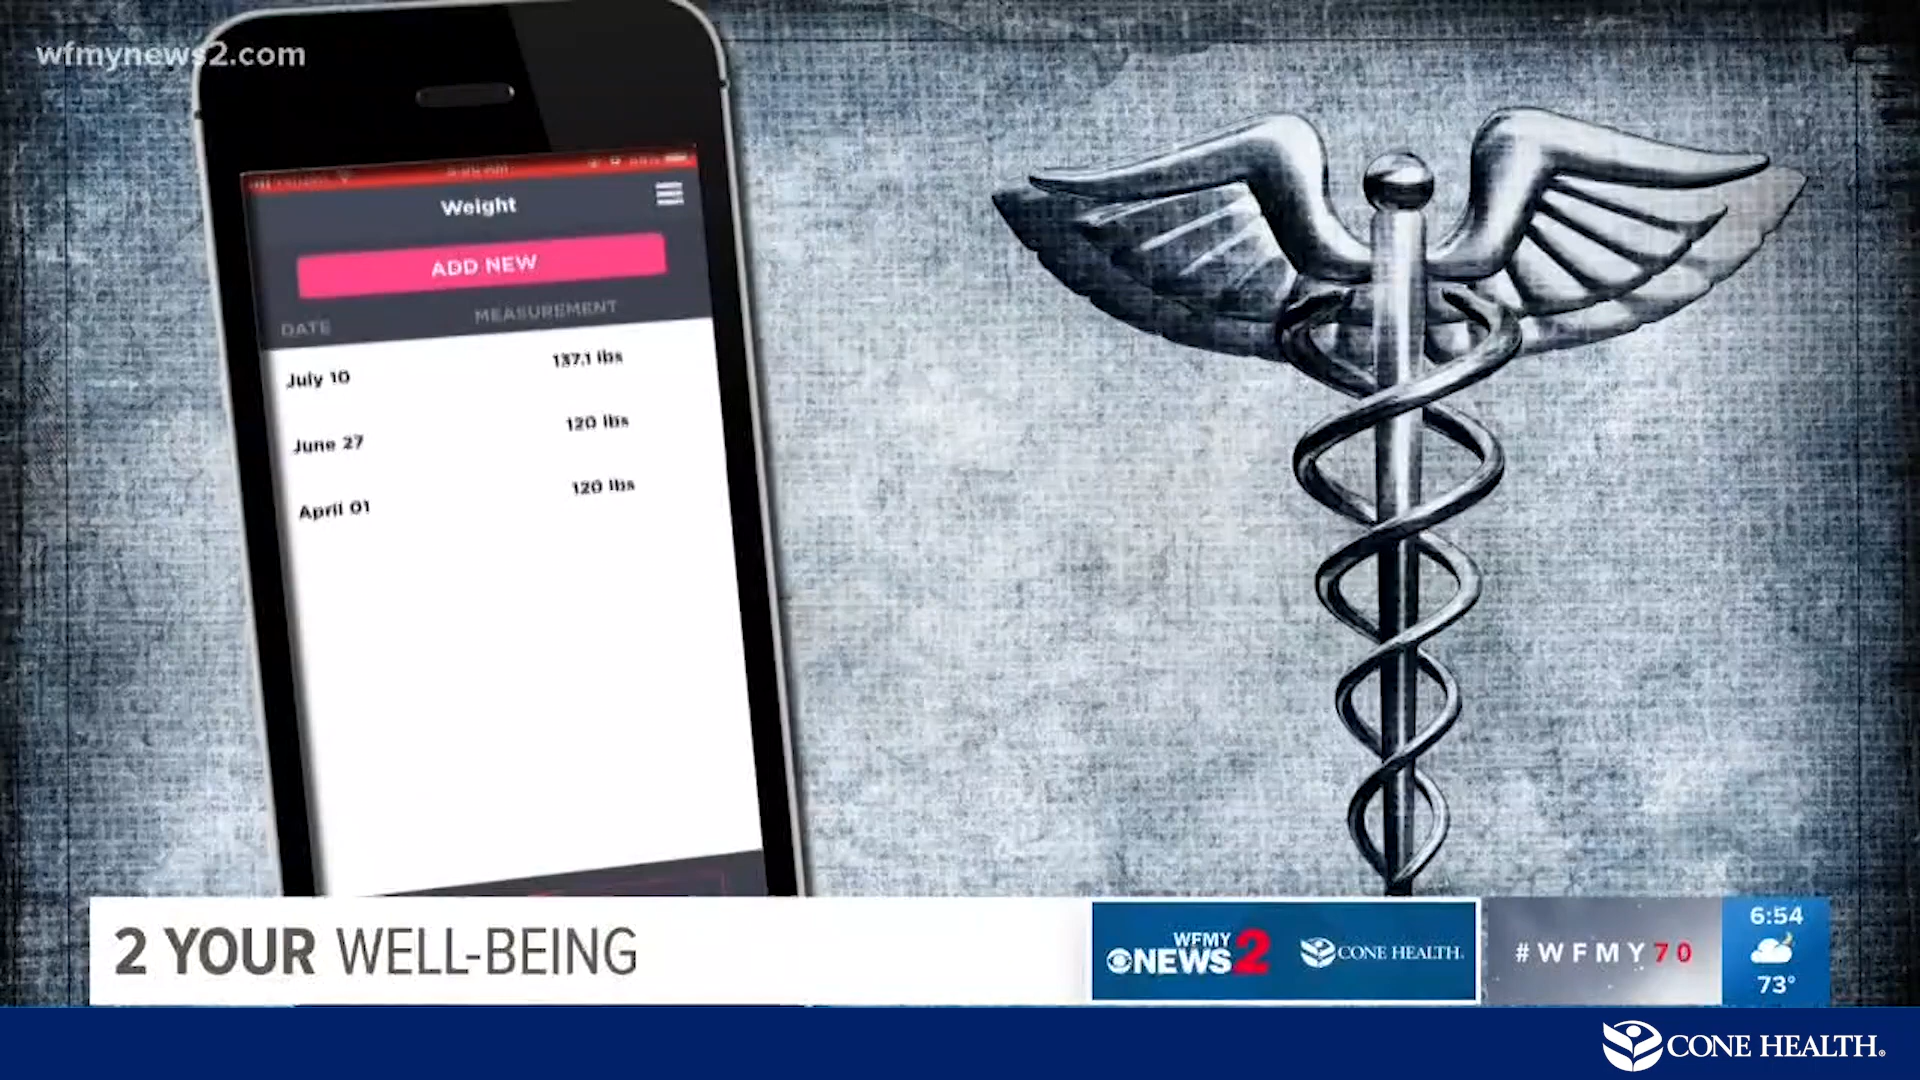 wfmynews2.com
Weight
ADD NEW
DATE MEASUREMENT
July 10 137.1 lbs
June 27 120 lbs
April 01 120 lbs
2 YOUR WELL-BEING
WFMY
NEWS 2
CONE HEALTH.
#WFMY70
6:54
73°
CONE HEALTH®